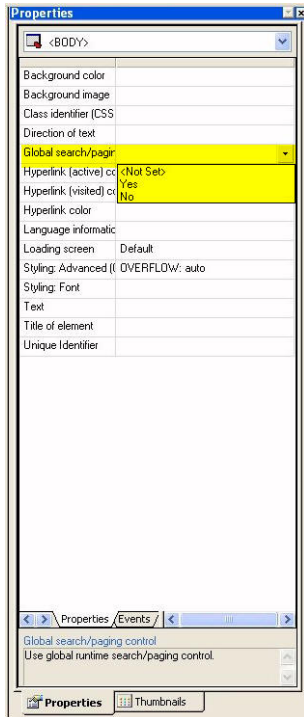 Properties
<BODY>
Background color
Background image
Class identifier (CSS
Direction of text
Global search/pagin
Hyperlink (active) co
<Not Set>
Hyperlink (visited) co
Yes
No
Hyperlink color
Language informatic
Loading screen Default
Styling: Advanced (( OVERFLOW: auto
Styling: Font
Text
Title of element
Unique Identifier
Properties Events
Global search/paging control
Use global runtime search/paging control.
Properties Thumbnails